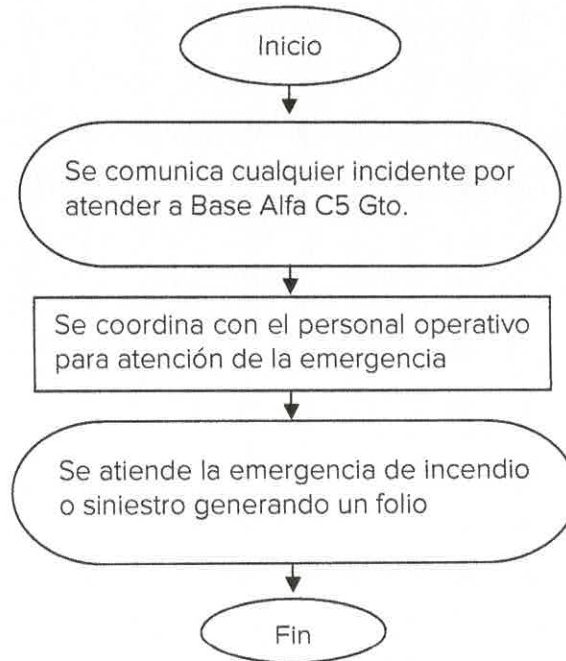 Inicio
Se comunica cualquier incidente por
atender a Base Alfa C5 Gto.
Se coordina con el personal operativo
para atención de la emergencia
Se atiende la emergencia de incendio
o siniestro generando un folio
Fin